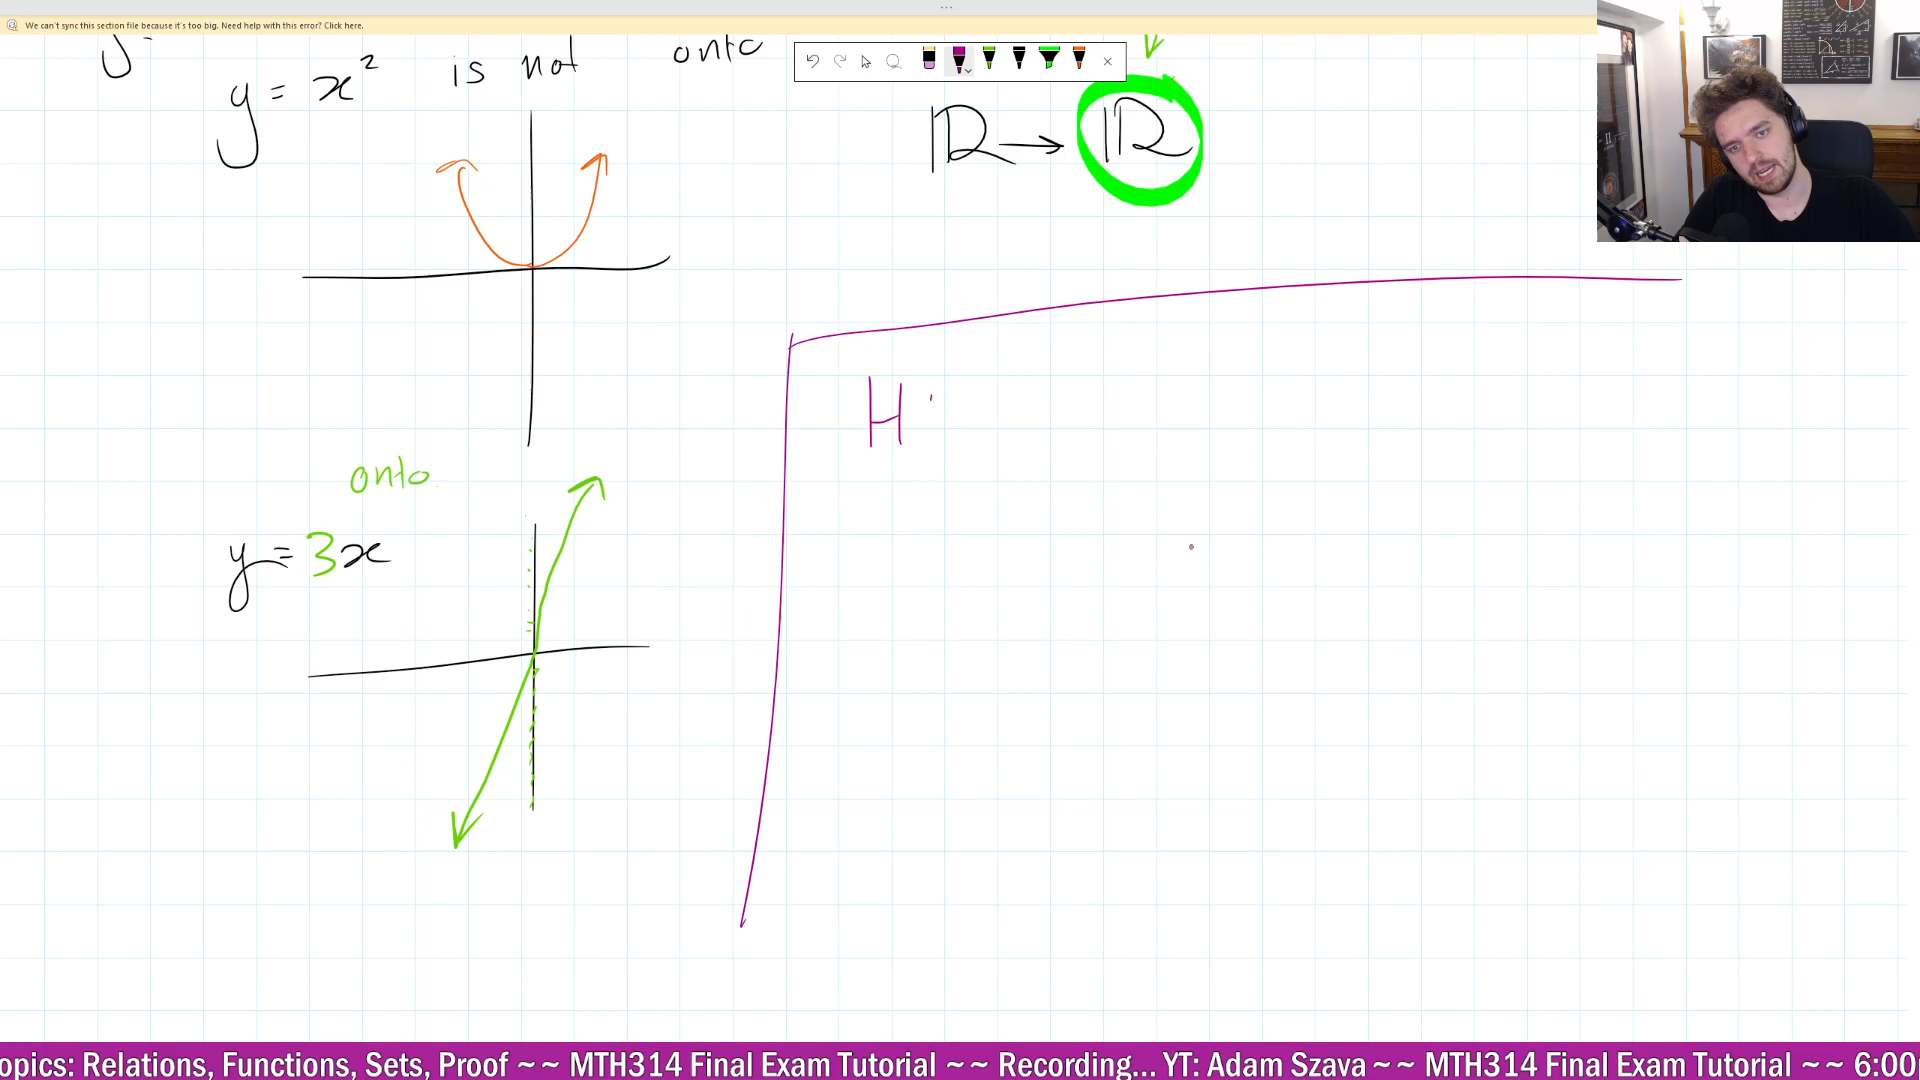 We can't sync this section file because it's too big. Need help with this error? Click here.
y = x² is not onto
ℝ → ℝ
H
onto
y = 3x
opics: Relations, Functions, Sets, Proof ~~ MTH314 Final Exam Tutorial ~~ Recording... YT: Adam Szava ~~ MTH314 Final Exam Tutorial ~~ 6:00